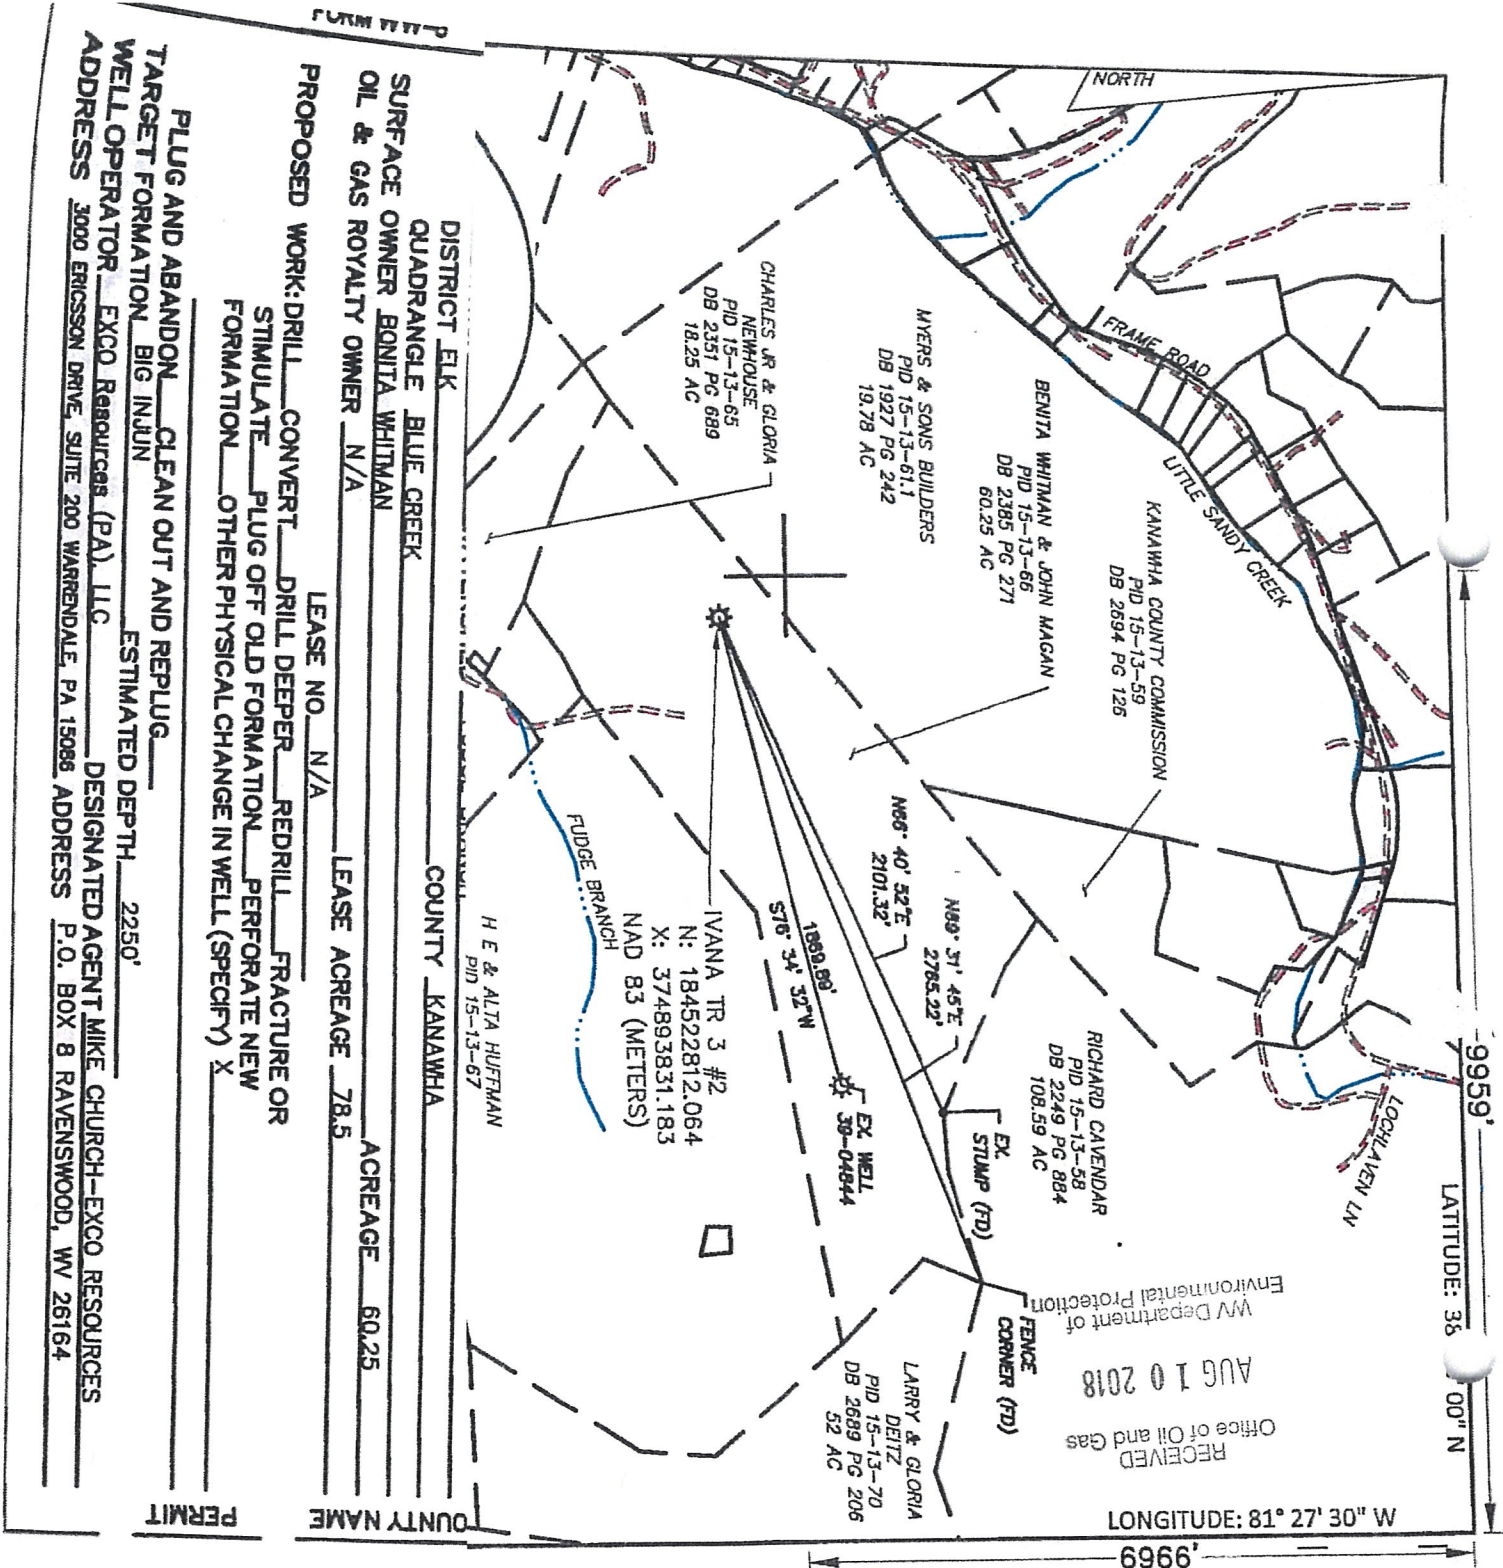 NORTH
9959'
LATITUDE: 38
00" N
LONGITUDE: 81° 27' 30" W
9969'
RECEIVED
Office of Oil and Gas
AUG 10 2018
WV Department of
Environmental Protection
LOCHLAVEN LN
FRAME ROAD
LITTLE SANDY CREEK
KANAWHA COUNTY COMMISSION
PID 15-13-59
DB 2694 PG 126
RICHARD CAVENDAR
PID 15-13-58
DB 2249 PG 884
108.59 AC
BENITA WHITMAN & JOHN MAGAN
PID 15-13-66
DB 2385 PG 271
60.25 AC
MYERS & SONS BUILDERS
PID 15-13-61.1
DB 1927 PG 242
19.78 AC
CHARLES JR & GLORIA
NEWHOUSE
PID 15-13-65
DB 2351 PG 689
18.25 AC
FENCE
CORNER (FD)
EX.
STUMP (FD)
N69° 31' 45"E
2765.22'
N66° 40' 52"E
2101.32'
LARRY & GLORIA
DEITZ
PID 15-13-70
DB 2689 PG 206
52 AC
EX. WELL
39-04844
1869.89'
S76° 34' 32"W
IVANA TR 3 #2
N: 184522812.064
X: 374893831.183
NAD 83 (METERS)
FUDGE BRANCH
H E & ALTA HUFFMAN
PID 15-13-67
DISTRICT ELK COUNTY KANAWHA
QUADRANGLE BLUE CREEK
SURFACE OWNER BONITA WHITMAN ACREAGE 60.25
OIL & GAS ROYALTY OWNER N/A LEASE ACREAGE 78.5
LEASE NO. N/A
PROPOSED WORK: DRILL CONVERT DRILL DEEPER REDRILL FRACTURE OR
STIMULATE PLUG OFF OLD FORMATION PERFORATE NEW
FORMATION OTHER PHYSICAL CHANGE IN WELL (SPECIFY) X
PLUG AND ABANDON CLEAN OUT AND REPLUG
TARGET FORMATION BIG INJUN ESTIMATED DEPTH 2250'
WELL OPERATOR EXCO Resources (PA), LLC DESIGNATED AGENT MIKE CHURCH-EXCO RESOURCES
ADDRESS 3000 ERICSSON DRIVE, SUITE 200 WARRENDALE, PA 15086 ADDRESS P.O. BOX 8 RAVENSWOOD, WV 26164
FORM WW-6
OUNTY NAME
PERMIT